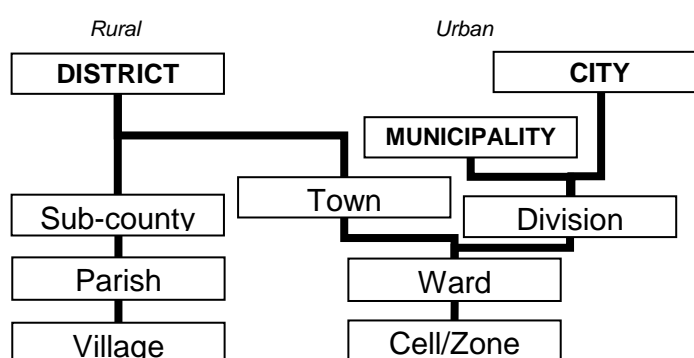 Rural Urban
DISTRICT CITY
MUNICIPALITY
Town
Sub-county Division
Parish Ward
Village Cell/Zone